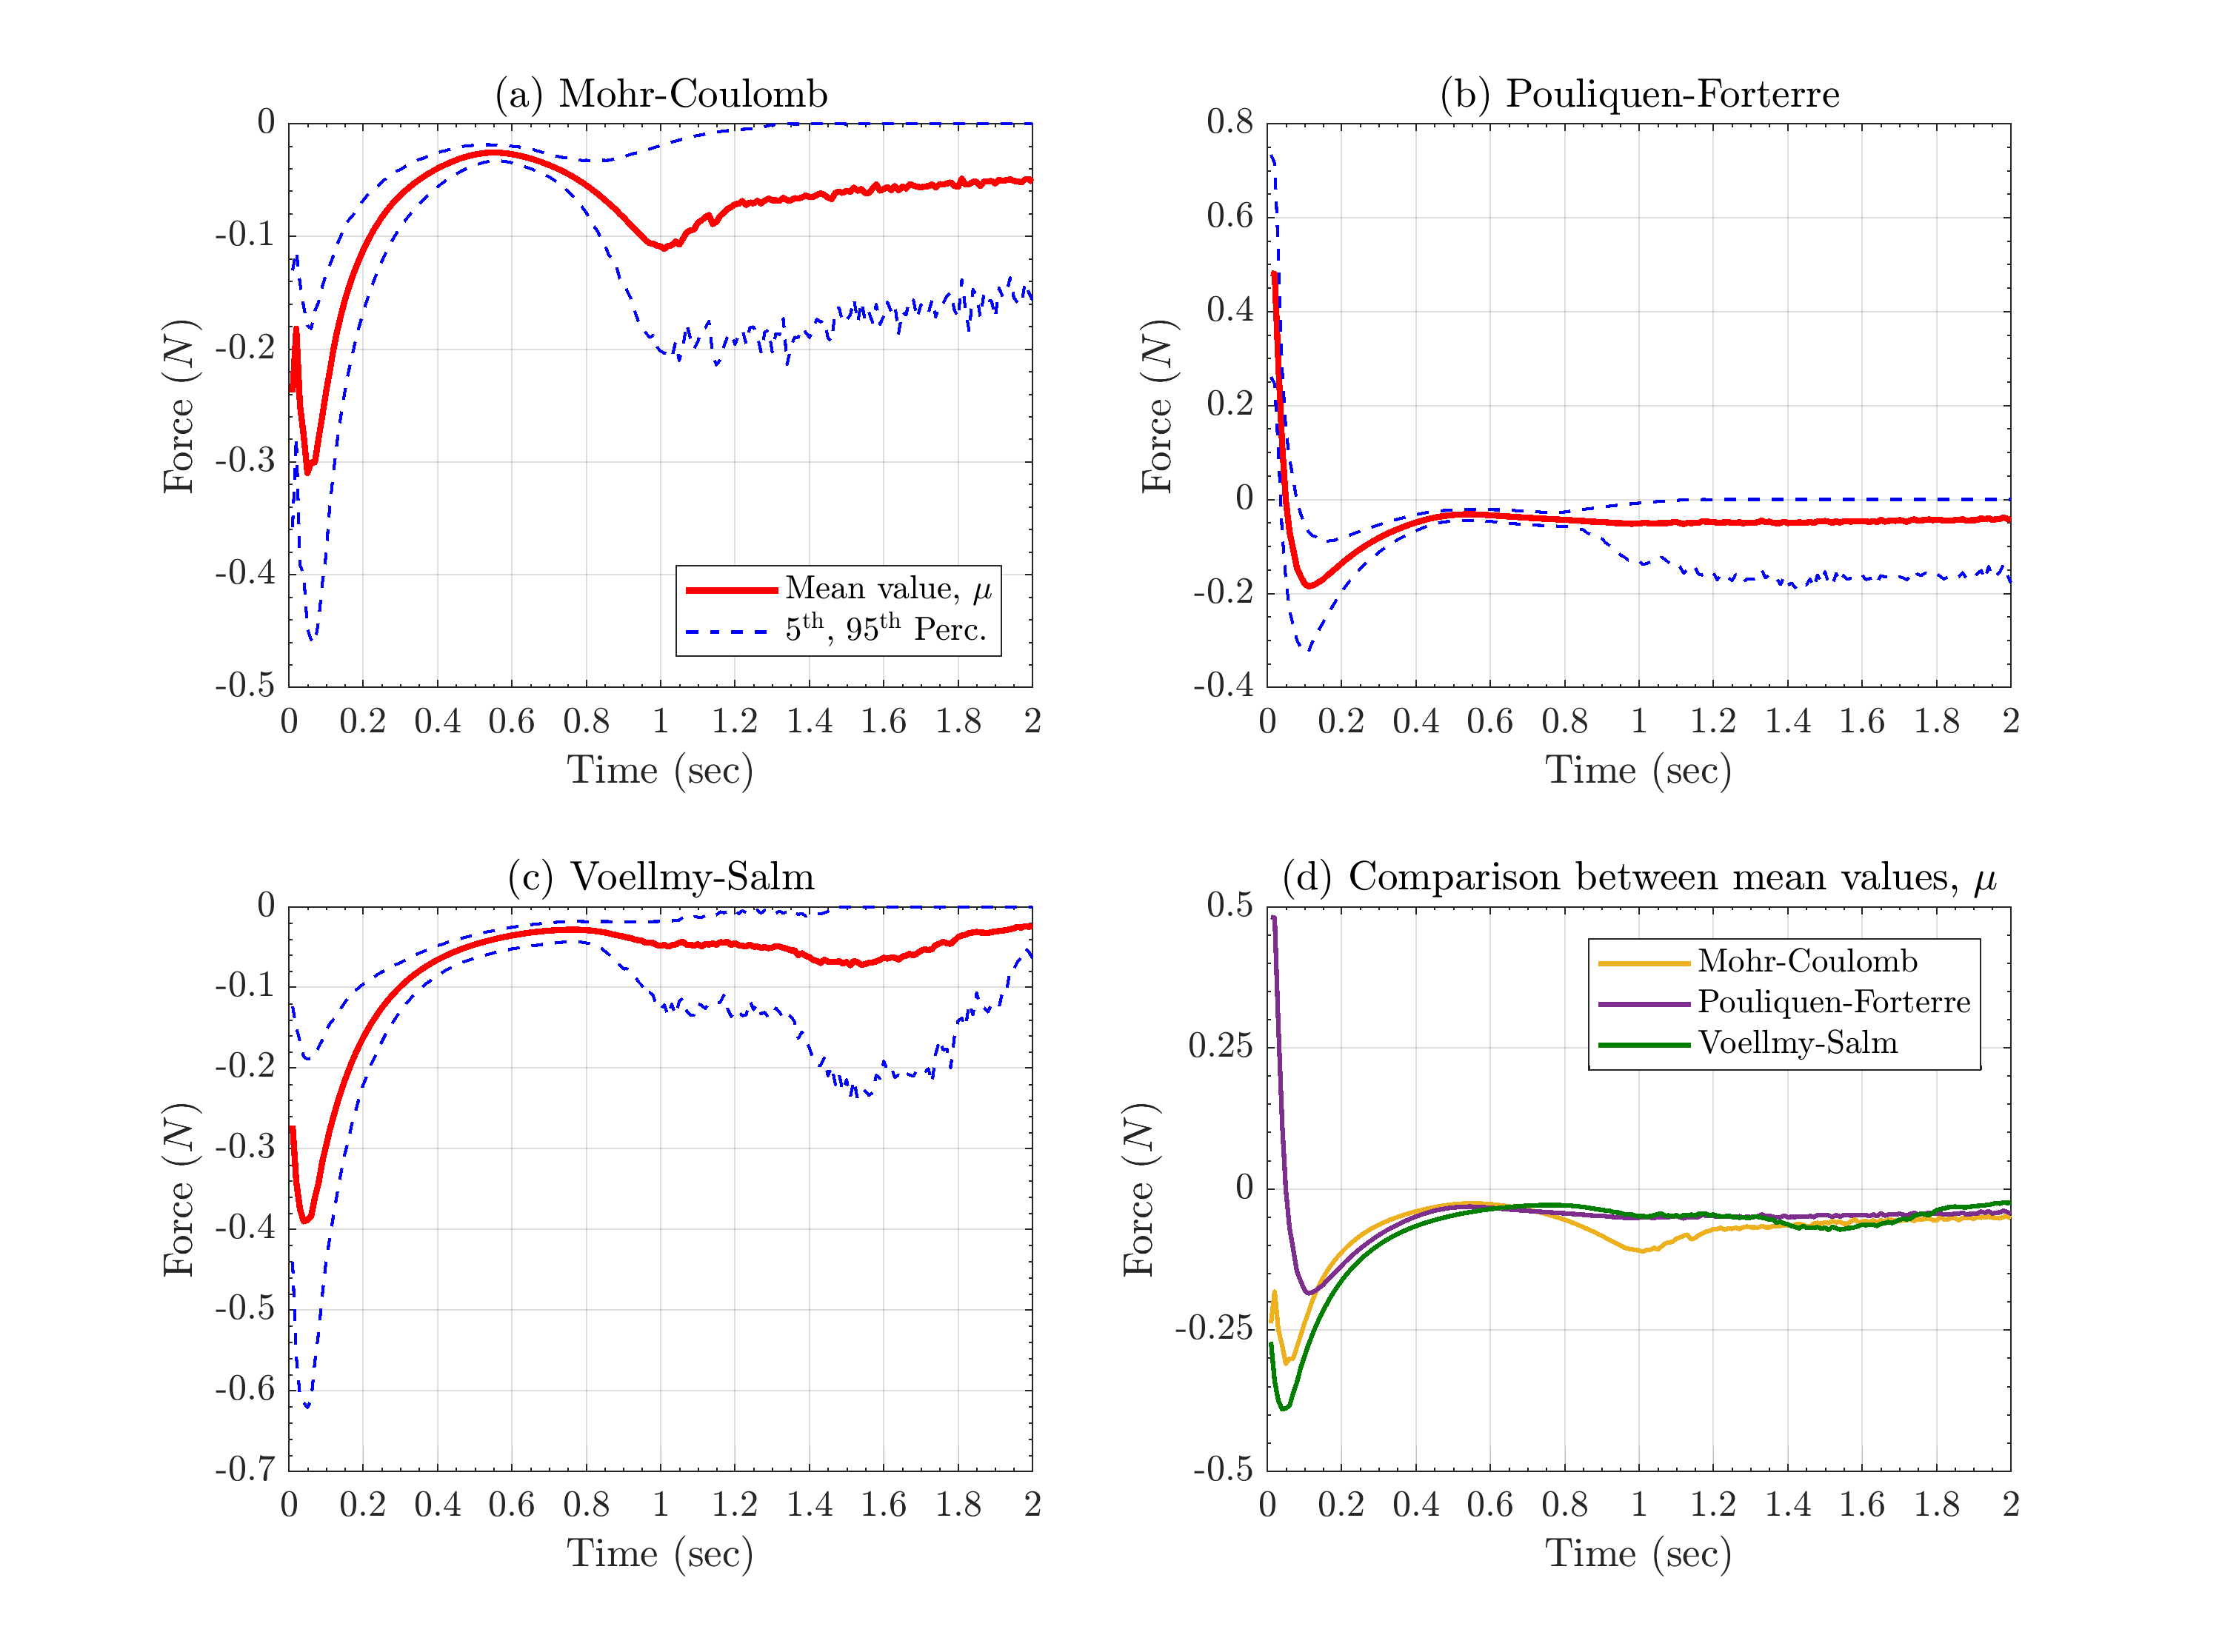 (a) Mohr-Coulomb
0
-0.1
-0.2
-0.3
-0.4
-0.5
Force (N)
Mean value, μ
5th, 95th Perc.
0 0.2 0.4 0.6 0.8 1 1.2 1.4 1.6 1.8 2
Time (sec)
(b) Pouliquen-Forterre
0.8
0.6
0.4
0.2
0
-0.2
-0.4
Force (N)
0 0.2 0.4 0.6 0.8 1 1.2 1.4 1.6 1.8 2
Time (sec)
(c) Voellmy-Salm
0
-0.1
-0.2
-0.3
-0.4
-0.5
-0.6
-0.7
Force (N)
0 0.2 0.4 0.6 0.8 1 1.2 1.4 1.6 1.8 2
Time (sec)
(d) Comparison between mean values, μ
0.5
0.25
0
-0.25
-0.5
Force (N)
Mohr-Coulomb
Pouliquen-Forterre
Voellmy-Salm
0 0.2 0.4 0.6 0.8 1 1.2 1.4 1.6 1.8 2
Time (sec)